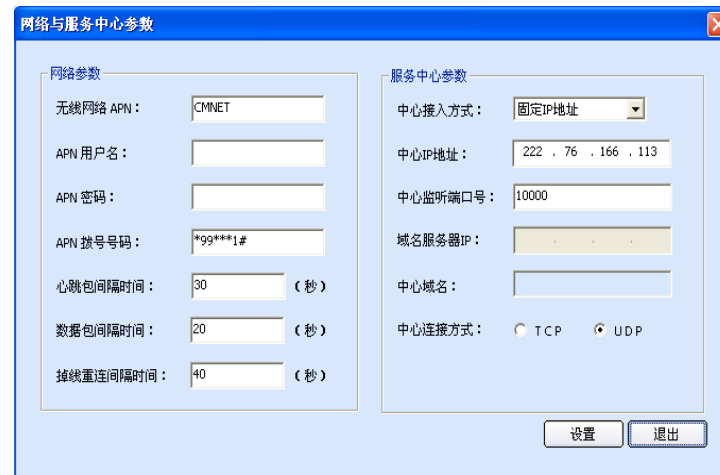 网络与服务中心参数
网络参数
无线网络 APN： CMNET
APN 用户名：
APN 密码：
APN 拨号号码： *99***1#
心跳包间隔时间： 30 （秒）
数据包间隔时间： 20 （秒）
掉线重连间隔时间： 40 （秒）
服务中心参数
中心接入方式： 固定IP地址
中心IP地址： 222 . 76 . 166 . 113
中心监听端口号： 10000
域名服务器IP： . . .
中心域名：
中心连接方式： TCP UDP
设置 退出